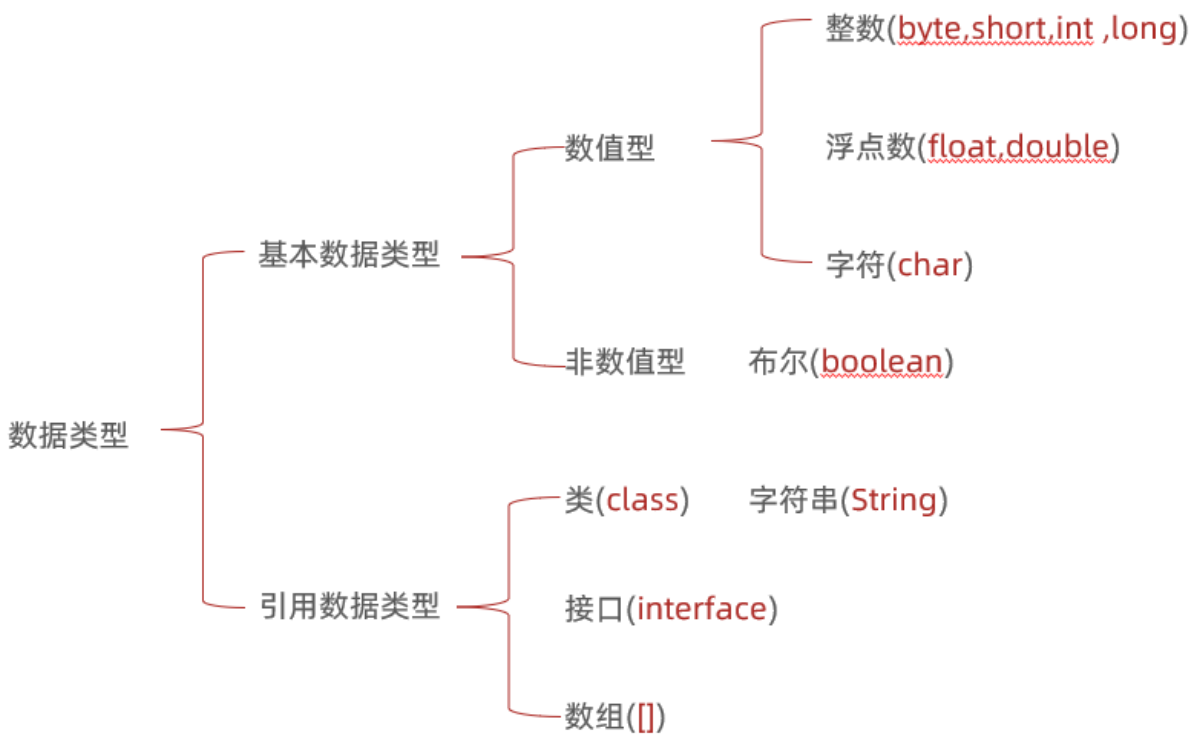 整数(byte,short,int ,long)
数值型
浮点数(float,double)
基本数据类型
字符(char)
非数值型 布尔(boolean)
数据类型
类(class) 字符串(String)
引用数据类型
接口(interface)
数组([])